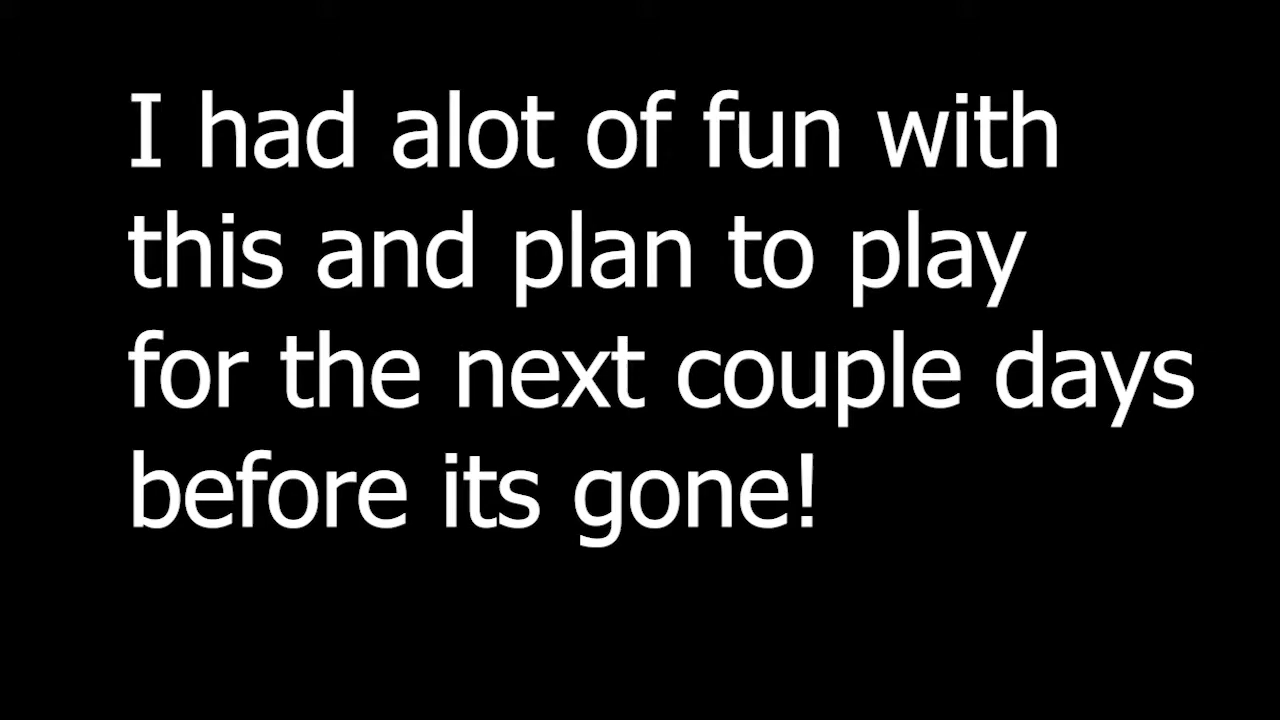 I had alot of fun with
this and plan to play
for the next couple days
before its gone!